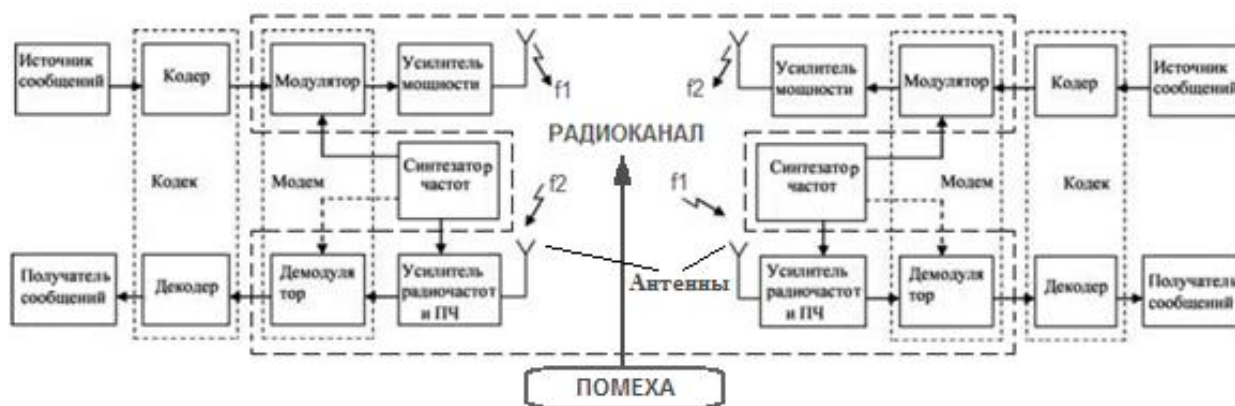 Источник
сообщений
Кодер
Модулятор
Усилитель
мощности
f1
f2
Усилитель
мощности
Модулятор
Кодер
Источник
сообщений
РАДИОКАНАЛ
Кодек
Модем
Синтезатор
частот
f2
f1
Синтезатор
частот
Модем
Кодек
Получатель
сообщений
Декодер
Демодуля
тор
Усилитель
радиочастот
и ПЧ
Антенны
Усилитель
радиочастот
и ПЧ
Демодуля
тор
Декодер
Получатель
сообщений
ПОМЕХА